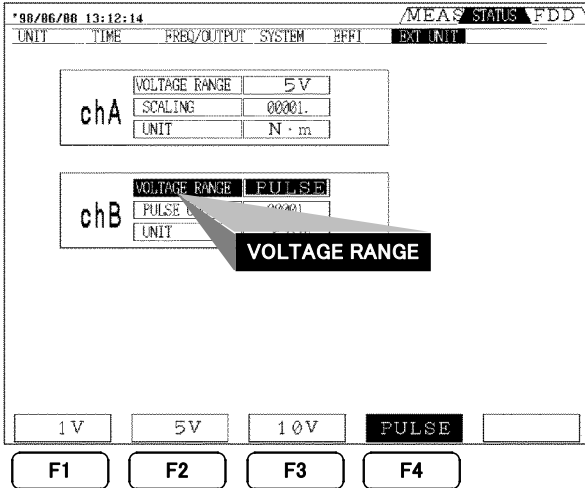 '98/06/08 13:12:14 MEAS STATUS FDD
UNIT TIME FREQ/OUTPUT SYSTEM EFFI EXT UNIT
chA
VOLTAGE RANGE 5V
SCALING 00001.
UNIT N・m
chB
VOLTAGE RANGE PULSE
PULSE
UNIT
VOLTAGE RANGE
1V 5V 10V PULSE
F1 F2 F3 F4